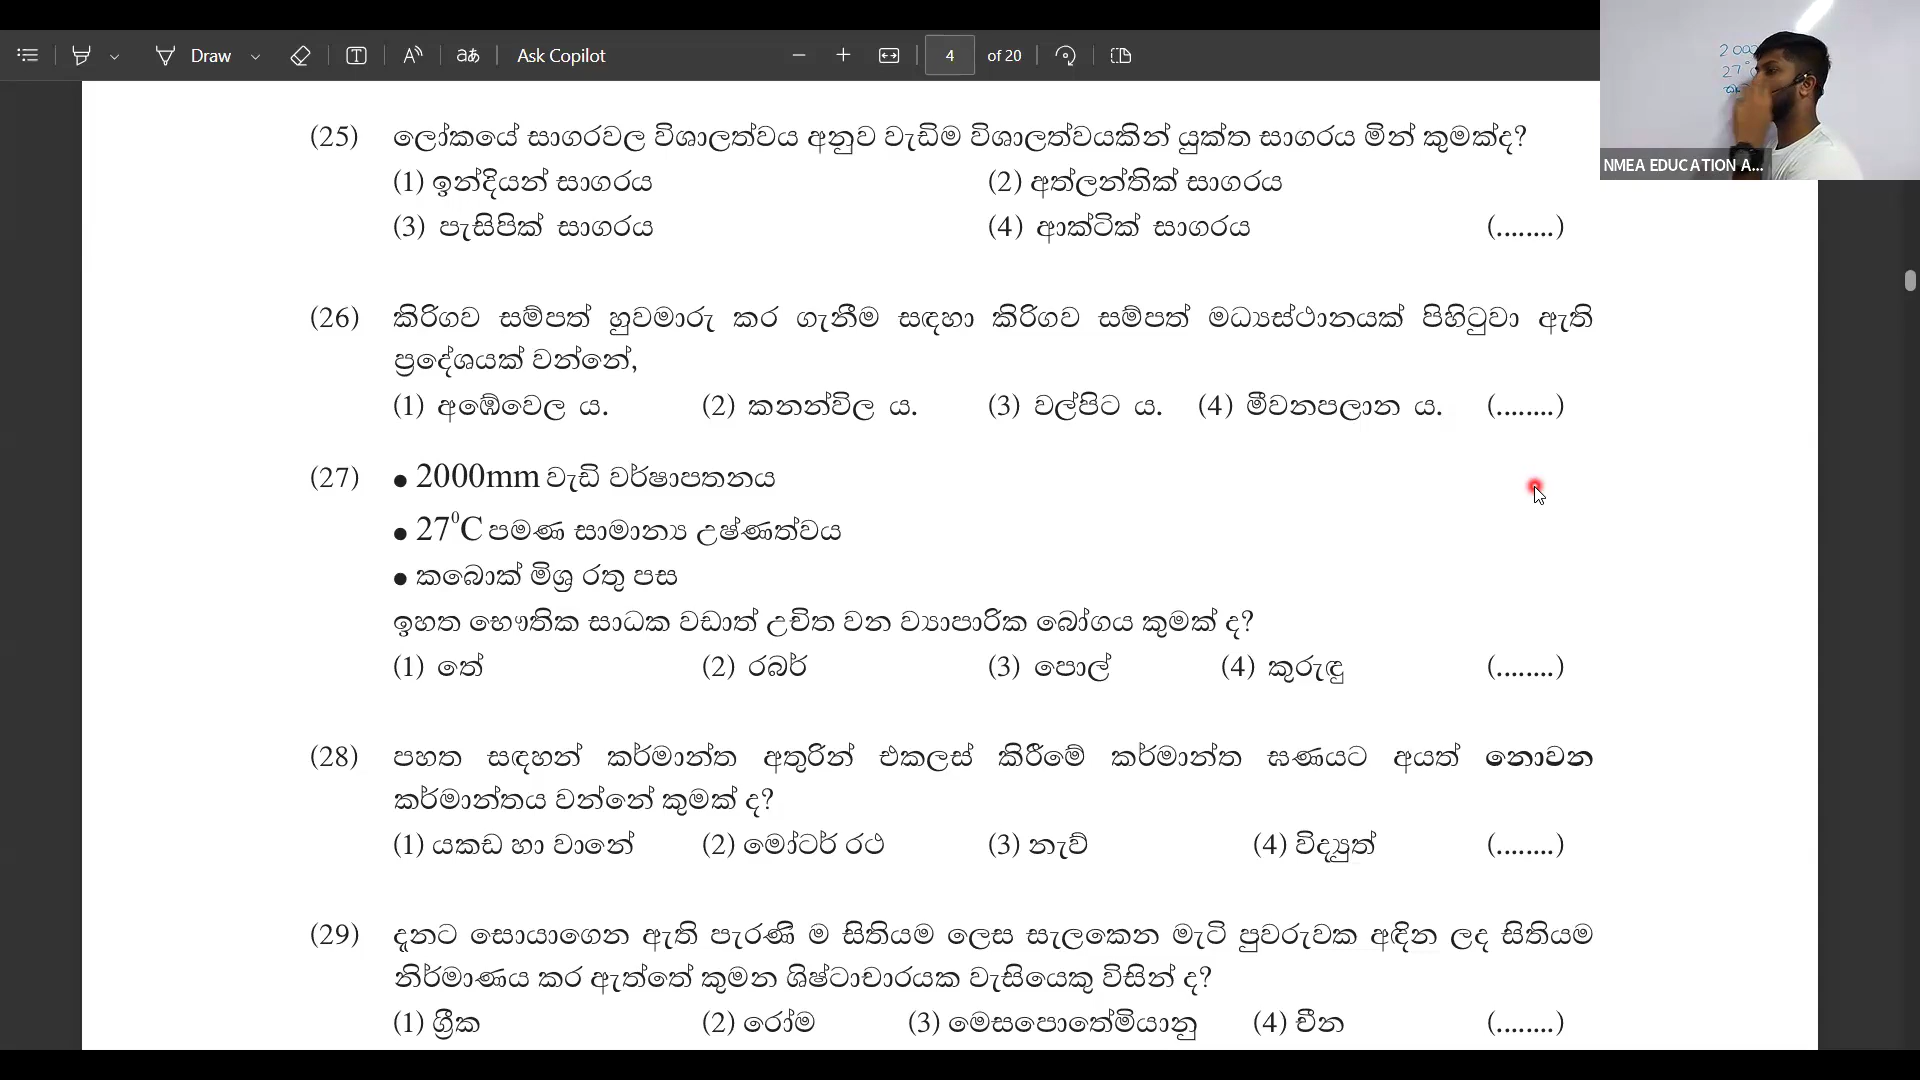 Draw
Ask Copilot
4 of 20
2000
27°
NMEA EDUCATION A...
(25) ලෝකයේ සාගරවල විශාලත්වය අනුව වැඩිම විශාලත්වයකින් යුක්ත සාගරය මින් කුමක්ද?
(1) ඉන්දියන් සාගරය (2) අත්ලන්තික් සාගරය
(3) පැසිපික් සාගරය (4) ආක්ටික් සාගරය (........)
(26) කිරිගව සම්පත් හුවමාරු කර ගැනීම සඳහා කිරිගව සම්පත් මධ්‍යස්ථානයක් පිහිටුවා ඇති
ප්‍රදේශයක් වන්නේ,
(1) අඹේවෙල ය. (2) කනන්විල ය. (3) වල්පිට ය. (4) මීවනපලාන ය. (........)
(27) ● 2000mm වැඩි වර්ෂාපතනය
● 27⁰C පමණ සාමාන්‍ය උෂ්ණත්වය
● කබොක් මිශ්‍ර රතු පස
ඉහත භෞතික සාධක වඩාත් උචිත වන ව්‍යාපාරික බෝගය කුමක් ද?
(1) තේ (2) රබර් (3) පොල් (4) කුරුඳු (........)
(28) පහත සඳහන් කර්මාන්ත අතුරින් එකලස් කිරීමේ කර්මාන්ත ඝණයට අයත් නොවන
කර්මාන්තය වන්නේ කුමක් ද?
(1) යකඩ හා වානේ (2) මෝටර් රථ (3) නැව් (4) විද්‍යුත් (........)
(29) දැනට සොයාගෙන ඇති පැරණි ම සිතියම ලෙස සැලකෙන මැටි පුවරුවක අඳින ලද සිතියම
නිර්මාණය කර ඇත්තේ කුමන ශිෂ්ටාචාරයක වැසියෙකු විසින් ද?
(1) ග්‍රීක (2) රෝම (3) මෙසපොතේමියානු (4) චීන (........)